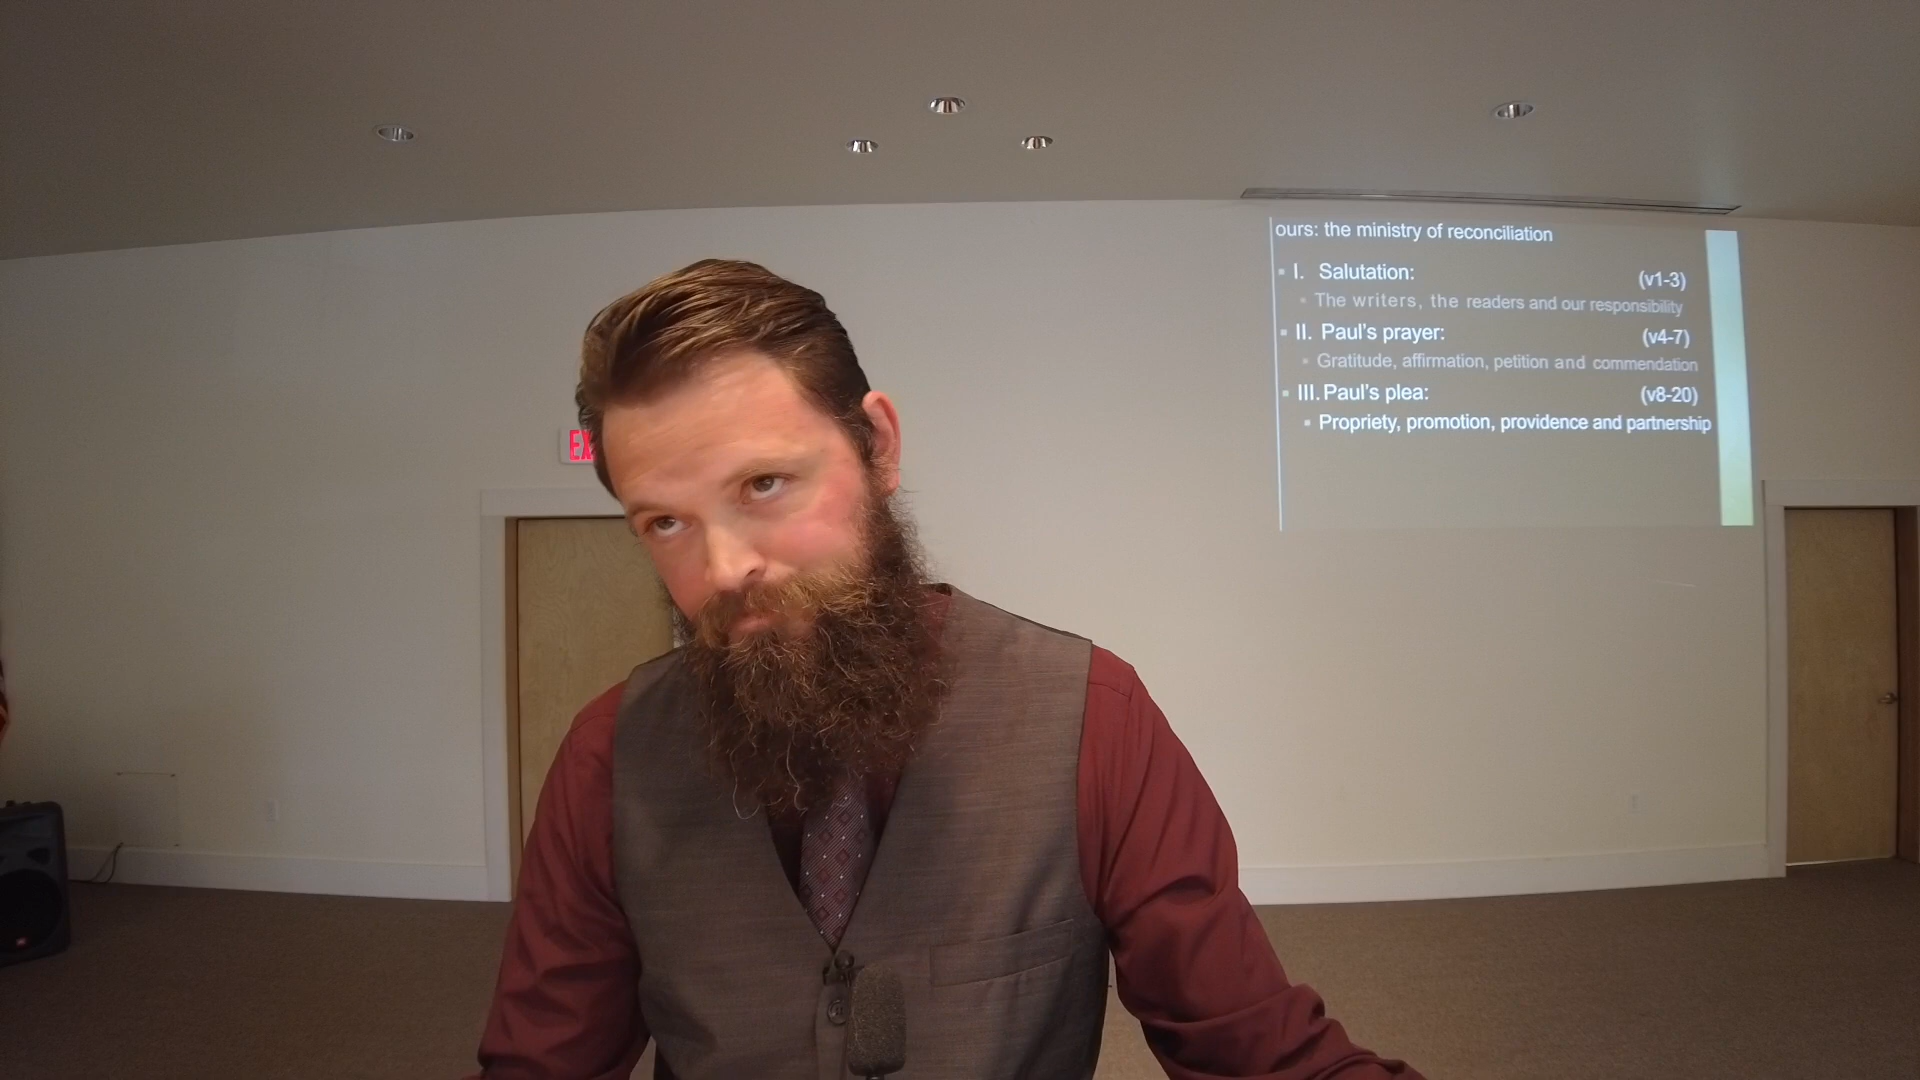 ours: the ministry of reconciliation
I. Salutation: (v1-3)
The writers, the readers and our responsibility
II. Paul's prayer: (v4-7)
Gratitude, affirmation, petition and commendation
III. Paul's plea: (v8-20)
Propriety, promotion, providence and partnership
EX